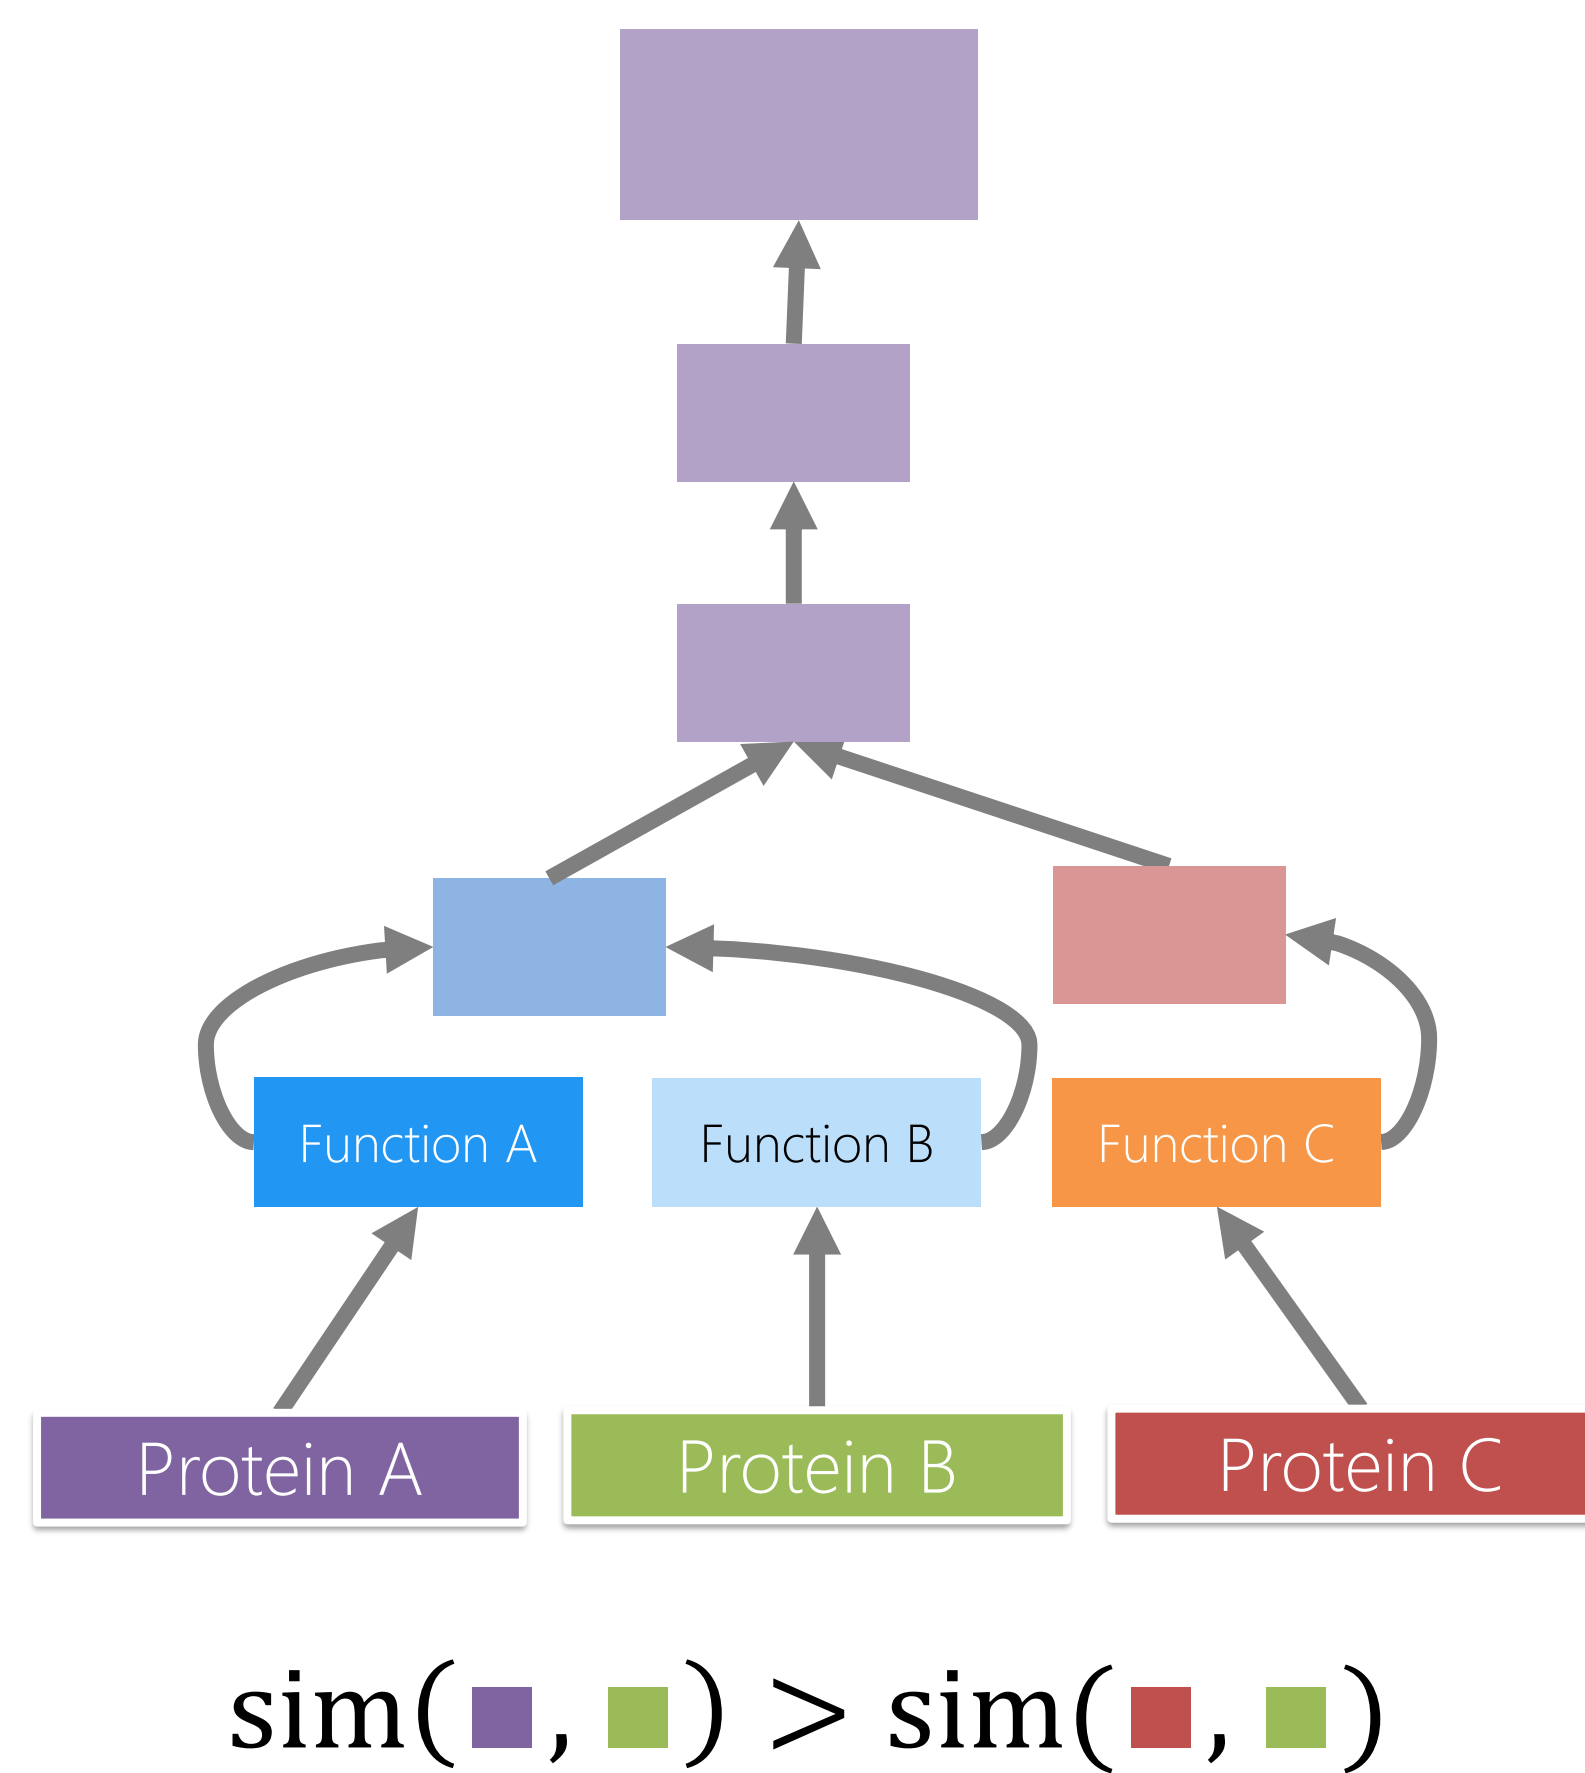 Function A
Function B
Function C
Protein A
Protein B
Protein C
sim( , ) > sim( , )